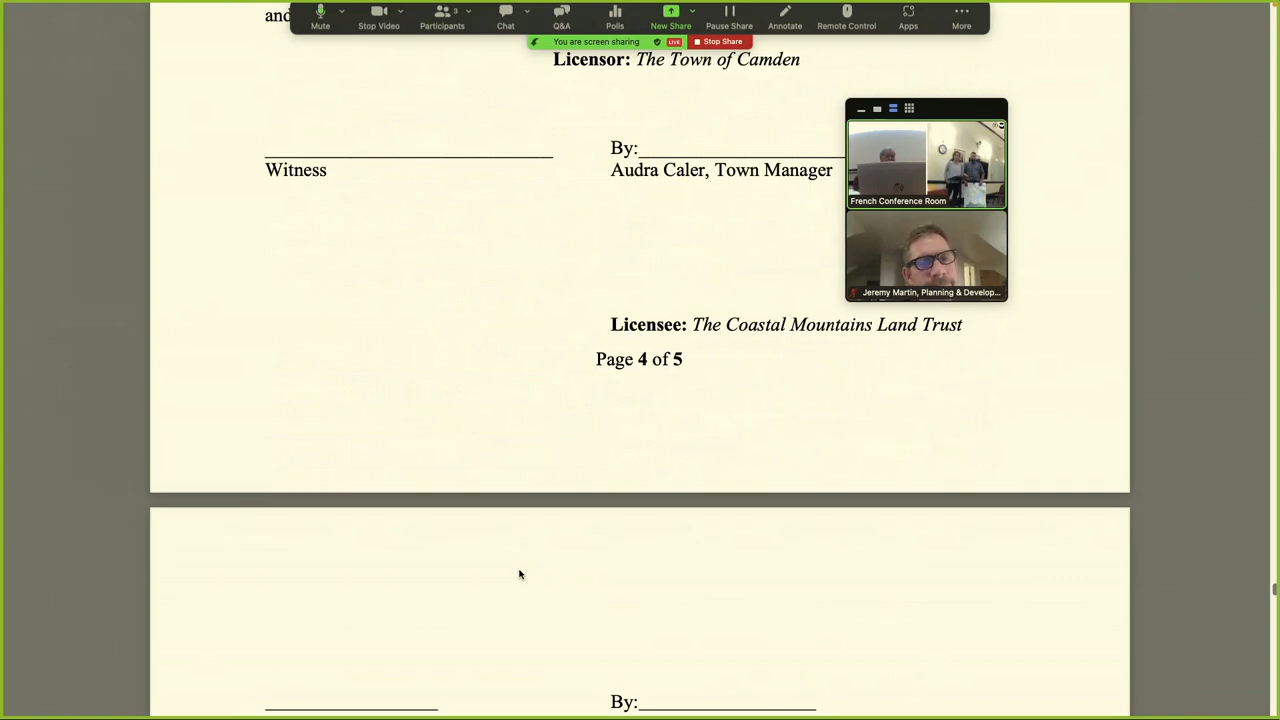 Mute
Stop Video
Participants
3
Chat
Q&A
Polls
New Share
Pause Share
Annotate
Remote Control
Apps
More
You are screen sharing
LIVE
Stop Share
and
Licensor: The Town of Camden
By:
Witness
Audra Caler, Town Manager
French Conference Room
Jeremy Martin, Planning & Develop...
Licensee: The Coastal Mountains Land Trust
Page 4 of 5
By: